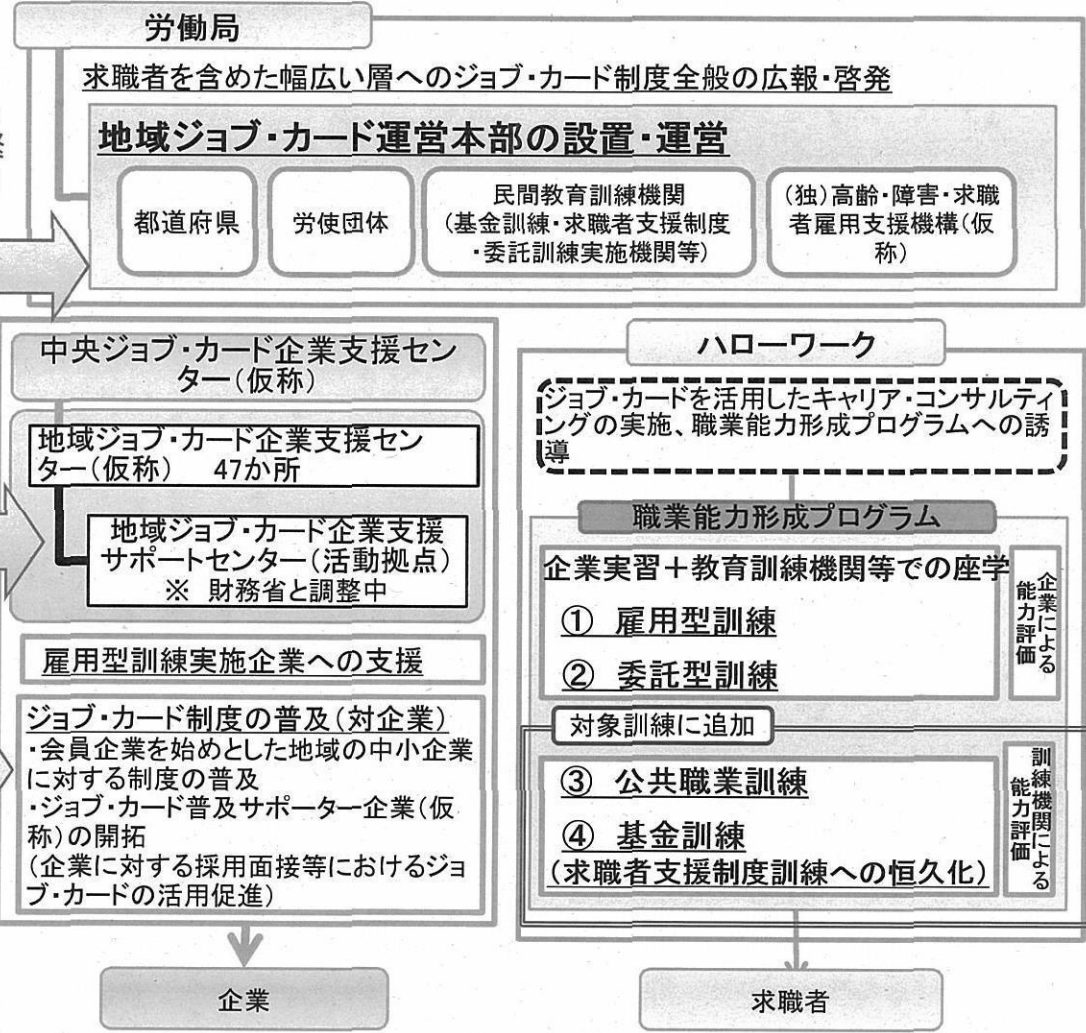 労働局
求職者を含めた幅広い層へのジョブ・カード制度全般の広報・啓発
地域ジョブ・カード運営本部の設置・運営
都道府県
労使団体
民間教育訓練機関
(基金訓練・求職者支援制度
・委託訓練実施機関等)
(独)高齢・障害・求職
者雇用支援機構(仮
称)
中央ジョブ・カード企業支援セン
ター(仮称)
地域ジョブ・カード企業支援セン
ター(仮称) 47か所
地域ジョブ・カード企業支援
サポートセンター(活動拠点)
※ 財務省と調整中
雇用型訓練実施企業への支援
ジョブ・カード制度の普及(対企業)
・会員企業を始めとした地域の中小企業
に対する制度の普及
・ジョブ・カード普及サポーター企業(仮
称)の開拓
(企業に対する採用面接等におけるジョ
ブ・カードの活用促進)
企業
ハローワーク
ジョブ・カードを活用したキャリア・コンサルティ
ングの実施、職業能力形成プログラムへの誘
導
職業能力形成プログラム
企業実習+教育訓練機関等での座学
① 雇用型訓練
② 委託型訓練
企業による
能力評価
対象訓練に追加
③ 公共職業訓練
④ 基金訓練
(求職者支援制度訓練への恒久化)
訓練機関による
能力評価
求職者